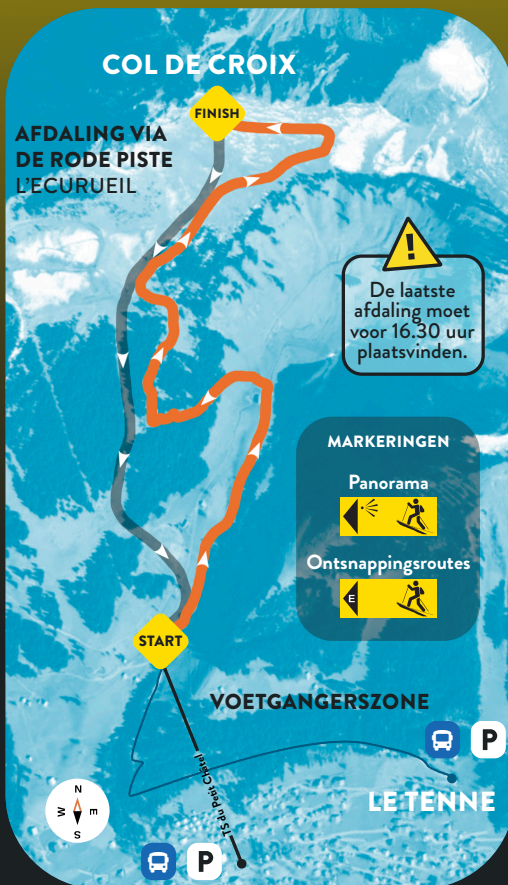 COL DE CROIX
FINISH
AFDALING VIA
DE RODE PISTE
L'ECURUEIL
!
De laatste
afdaling moet
voor 16.30 uur
plaatsvinden.
MARKERINGEN
Panorama
Ontsnappingsroutes
E
START
VOETGANGERSZONE
P
LE TENNE
TS du Petit Châtel
N
W E
S
P